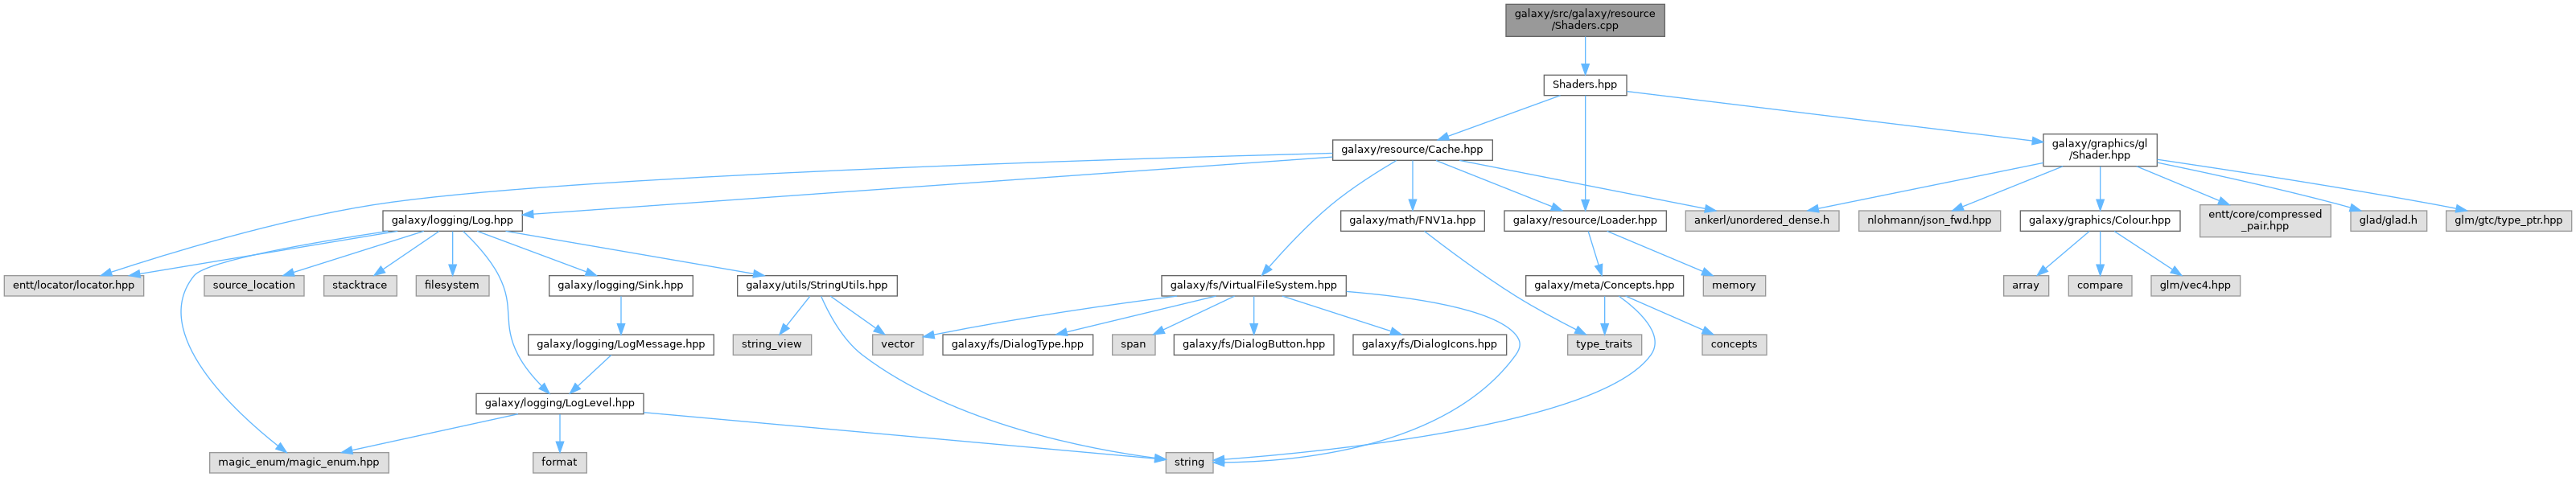 galaxy/src/galaxy/resource
/Shaders.cpp
Shaders.hpp
galaxy/resource/Cache.hpp
galaxy/graphics/gl
/Shader.hpp
galaxy/logging/Log.hpp
galaxy/math/FNV1a.hpp
galaxy/resource/Loader.hpp
ankerl/unordered_dense.h
nlohmann/json_fwd.hpp
galaxy/graphics/Colour.hpp
entt/core/compressed
_pair.hpp
glad/glad.h
glm/gtc/type_ptr.hpp
entt/locator/locator.hpp
source_location
stacktrace
filesystem
galaxy/logging/Sink.hpp
galaxy/utils/StringUtils.hpp
galaxy/fs/VirtualFileSystem.hpp
galaxy/meta/Concepts.hpp
memory
array
compare
glm/vec4.hpp
galaxy/logging/LogMessage.hpp
string_view
vector
galaxy/fs/DialogType.hpp
span
galaxy/fs/DialogButton.hpp
galaxy/fs/DialogIcons.hpp
type_traits
concepts
galaxy/logging/LogLevel.hpp
magic_enum/magic_enum.hpp
format
string